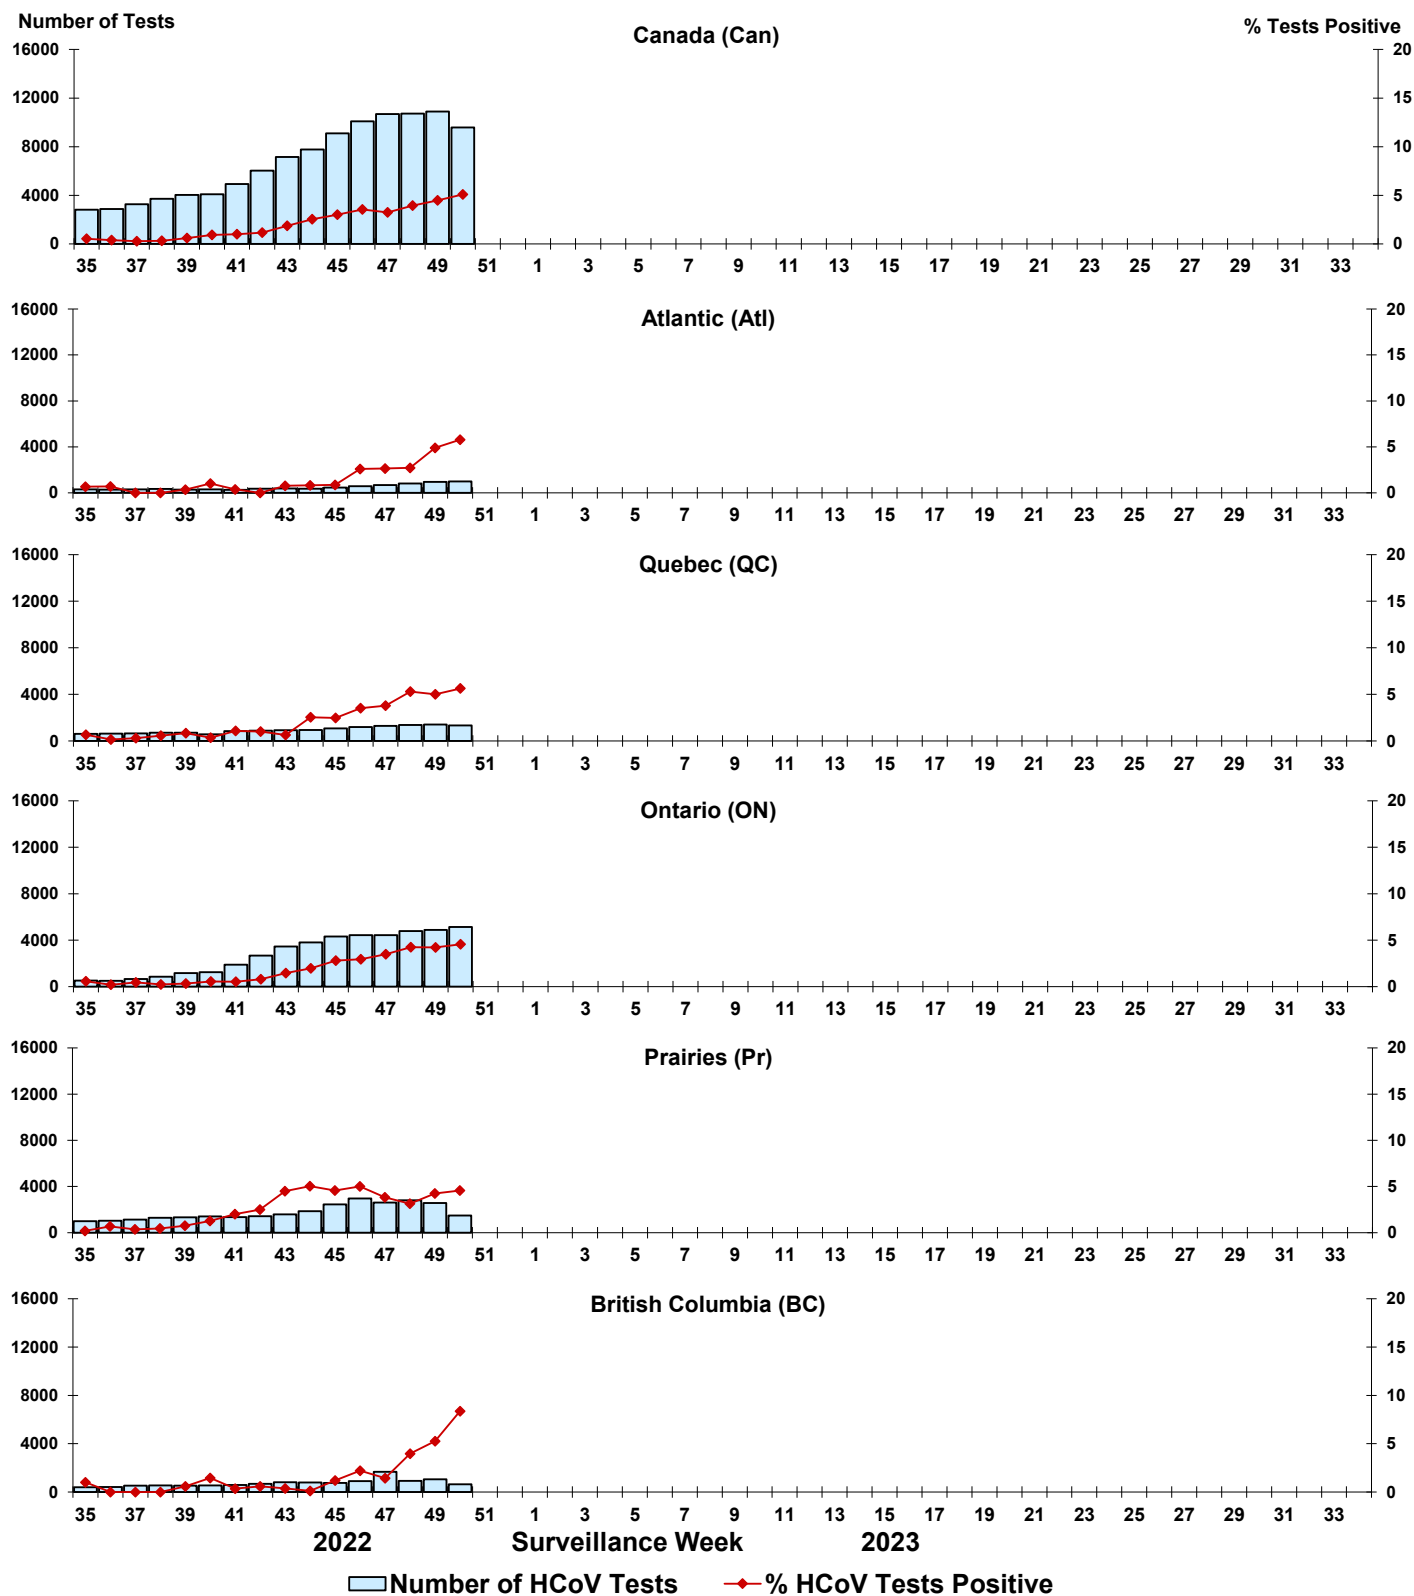 Number of Tests
Canada (Can)
% Tests Positive
16000 20
12000 15
8000 10
4000 5
0 0
35 37 39 41 43 45 47 49 51 1 3 5 7 9 11 13 15 17 19 21 23 25 27 29 31 33
Atlantic (Atl)
16000 20
12000 15
8000 10
4000 5
0 0
35 37 39 41 43 45 47 49 51 1 3 5 7 9 11 13 15 17 19 21 23 25 27 29 31 33
Quebec (QC)
16000 20
12000 15
8000 10
4000 5
0 0
35 37 39 41 43 45 47 49 51 1 3 5 7 9 11 13 15 17 19 21 23 25 27 29 31 33
Ontario (ON)
16000 20
12000 15
8000 10
4000 5
0 0
35 37 39 41 43 45 47 49 51 1 3 5 7 9 11 13 15 17 19 21 23 25 27 29 31 33
Prairies (Pr)
16000 20
12000 15
8000 10
4000 5
0 0
35 37 39 41 43 45 47 49 51 1 3 5 7 9 11 13 15 17 19 21 23 25 27 29 31 33
British Columbia (BC)
16000 20
12000 15
8000 10
4000 5
0 0
35 37 39 41 43 45 47 49 51 1 3 5 7 9 11 13 15 17 19 21 23 25 27 29 31 33
2022 Surveillance Week 2023
Number of HCoV Tests % HCoV Tests Positive